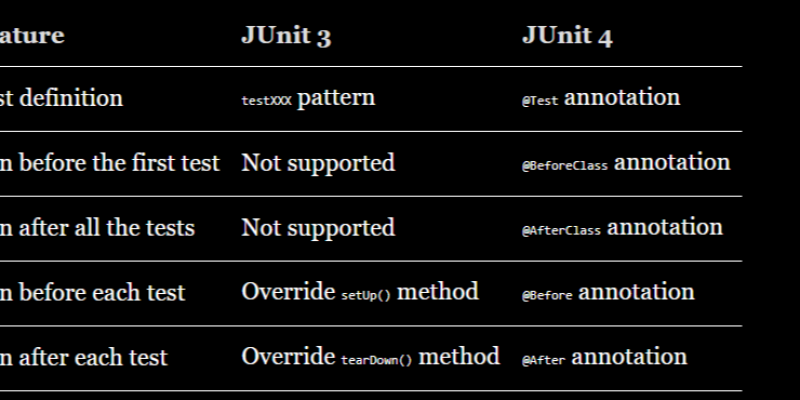 ature JUnit 3 JUnit 4
st definition testXXX pattern @Test annotation
n before the first test Not supported @BeforeClass annotation
n after all the tests Not supported @AfterClass annotation
n before each test Override setUp() method @Before annotation
n after each test Override tearDown() method @After annotation